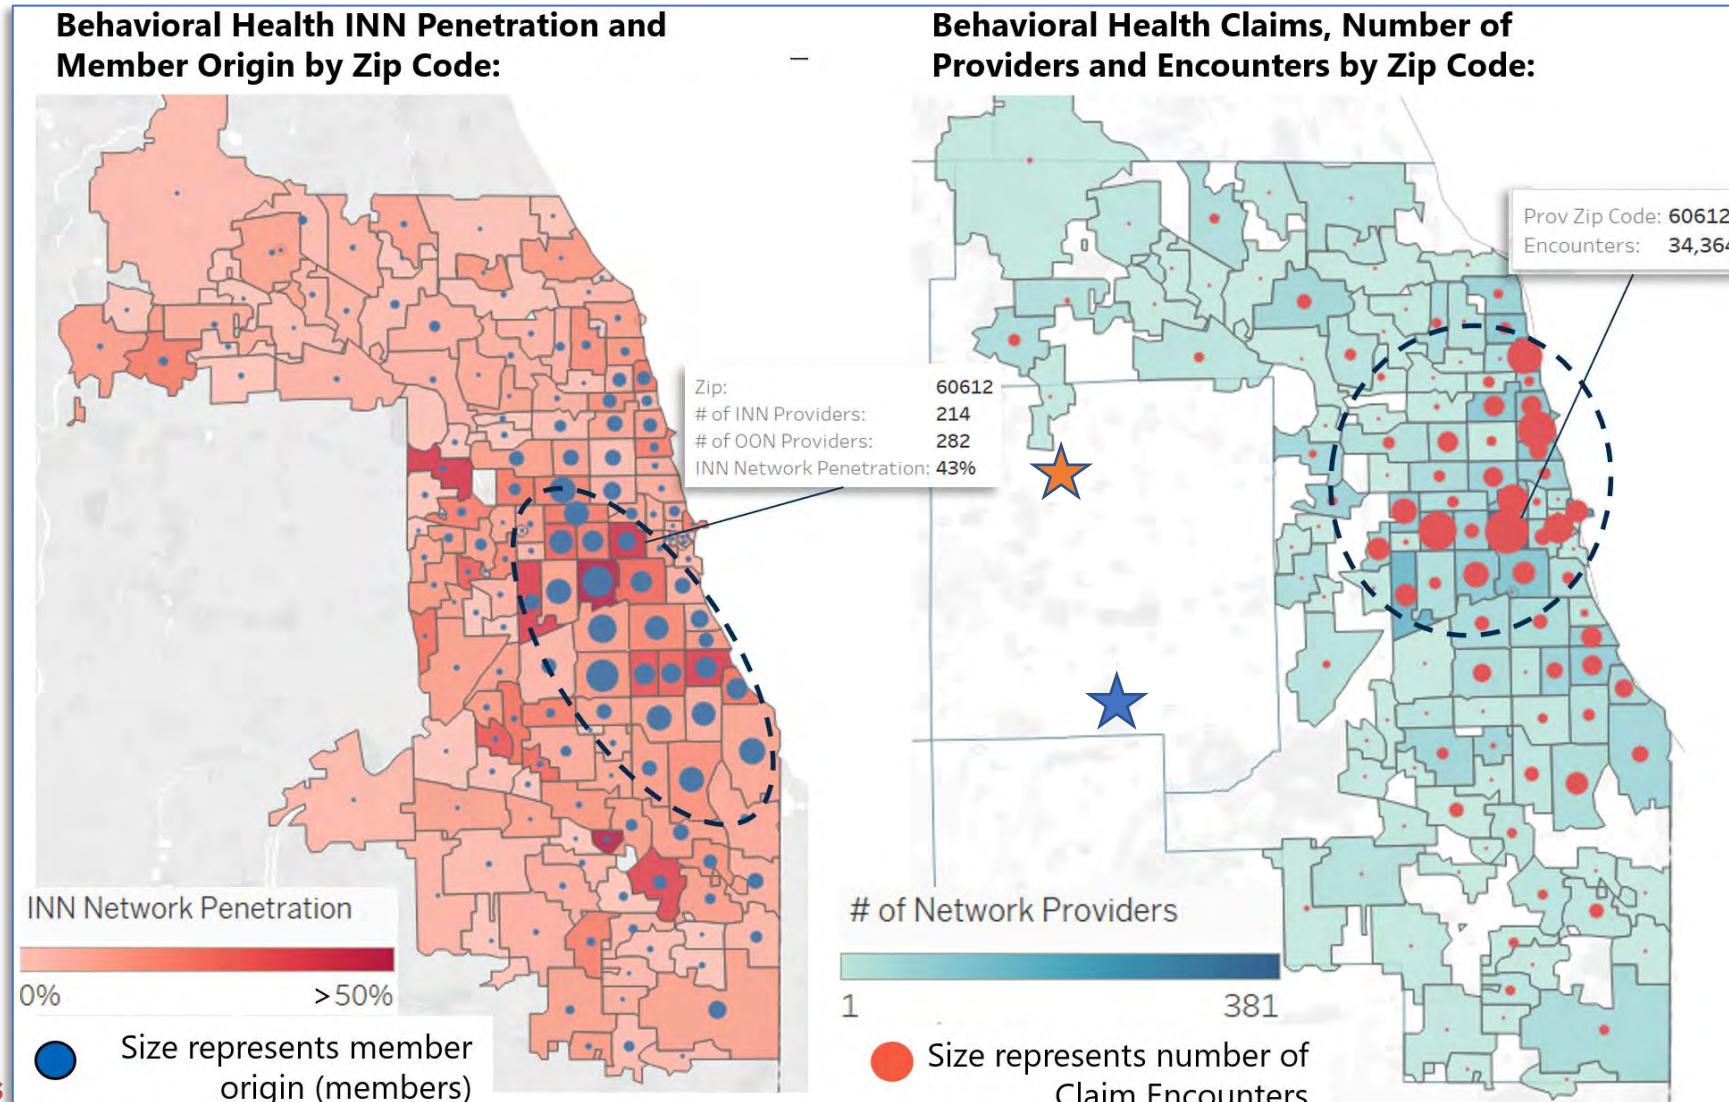 Behavioral Health INN Penetration and
Member Origin by Zip Code:
Behavioral Health Claims, Number of
Providers and Encounters by Zip Code:
Prov Zip Code: 60612
Encounters: 34,364
Zip: 60612
# of INN Providers: 214
# of OON Providers: 282
INN Network Penetration: 43%
INN Network Penetration
0% >50%
Size represents member
origin (members)
# of Network Providers
1 381
Size represents number of
Claim Encounters